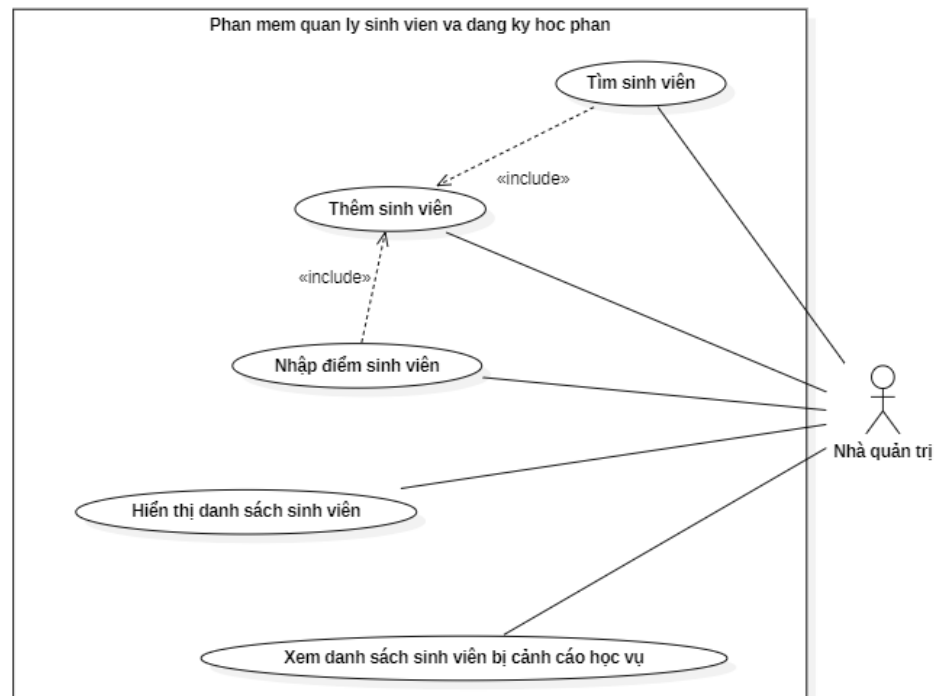 Phan mem quan ly sinh vien va dang ky hoc phan
Tìm sinh viên
«include»
Thêm sinh viên
«include»
Nhập điểm sinh viên
Nhà quản trị
Hiển thị danh sách sinh viên
Xem danh sách sinh viên bị cảnh cáo học vụ